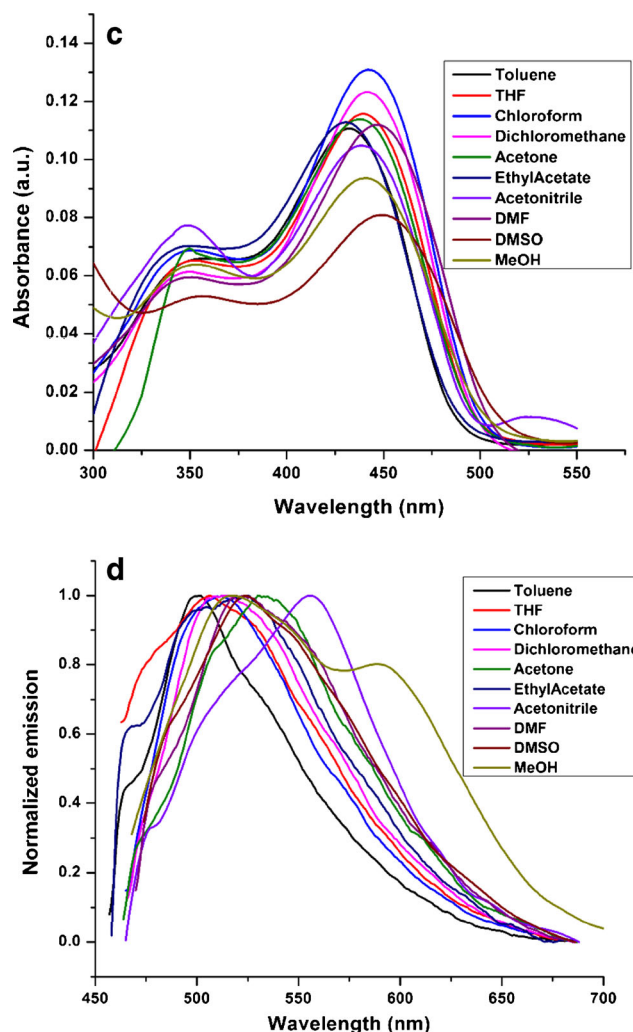 c
0.14
0.12
0.10
0.08
0.06
0.04
0.02
0.00
Absorbance (a.u.)
Toluene
THF
Chloroform
Dichloromethane
Acetone
EthylAcetate
Acetonitrile
DMF
DMSO
MeOH
300 350 400 450 500 550
Wavelength (nm)
d
1.0
0.8
0.6
0.4
0.2
0.0
Normalized emission
Toluene
THF
Chloroform
Dichloromethane
Acetone
EthylAcetate
Acetonitrile
DMF
DMSO
MeOH
450 500 550 600 650 700
Wavelength (nm)